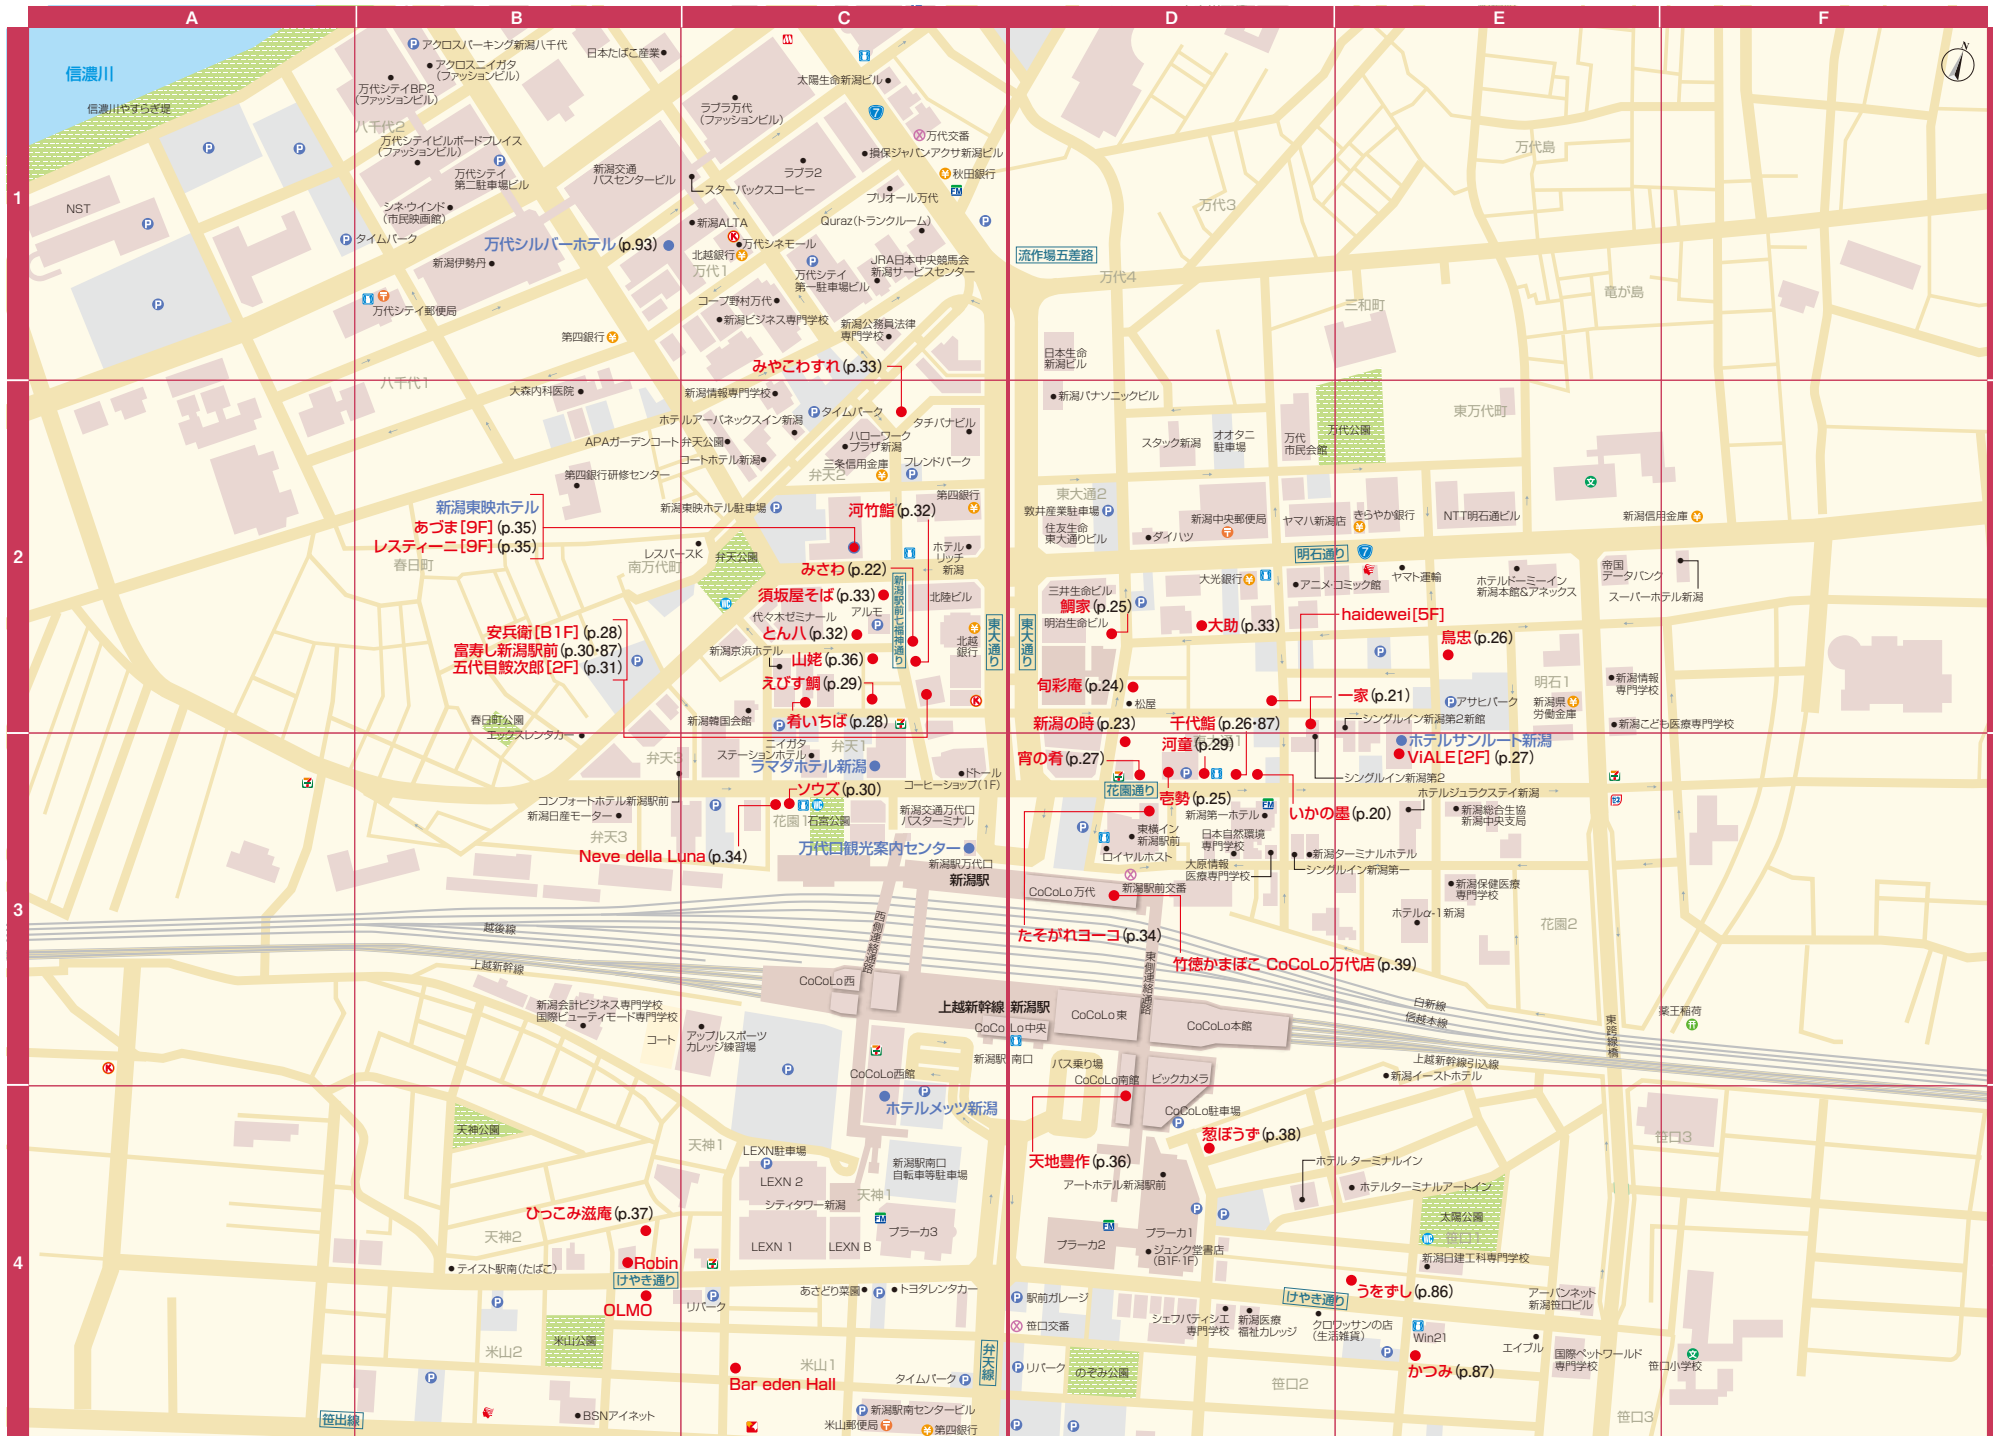 A
B
C
D
E
F
1
2
3
4
N
信濃川
信濃川やすらぎ堤
NST
アクロスパーキング新潟八千代
アクロスニイガタ
(ファッションビル)
日本たばこ産業
万代シテイBP2
(ファッションビル)
八千代2
万代シテイビルボードプレイス
(ファッションビル)
万代シテイ
第二駐車場ビル
新潟交通
バスセンタービル
シネ・ウインド
(市民映画館)
タイムパーク
万代シルバーホテル(p.93)
新潟伊勢丹
万代シテイ郵便局
第四銀行
太陽生命新潟ビル
ラブラ万代
(ファッションビル)
7
万代交番
損保ジャパンアクサ新潟ビル
ラブラ2
秋田銀行
スターバックスコーヒー
プリオール万代
新潟ALTA
Quraz(トランクルーム)
万代シネモール
北越銀行
万代1
万代シテイ
第一駐車場ビル
JRA日本中央競馬会
新潟サービスセンター
コープ野村万代
新潟ビジネス専門学校
新潟公務員法律
専門学校
みやこわすれ(p.33)
流作場五差路
万代3
万代4
万代島
三和町
竜が島
日本生命
新潟ビル
八千代1
大森内科医院
新潟情報専門学校
タイムパーク
ホテルアーバネックスイン新潟
タチバナビル
APAガーデンコート弁天公園
ハローワーク
プラザ新潟
コートホテル新潟
三条信用金庫
フレンドパーク
弁天2
第四銀行研修センター
新潟東映ホテル
あづま[9F](p.35)
レスティーニ[9F](p.35)
春日町
新潟東映ホテル駐車場
河竹鮨(p.32)
第四銀行
レスパースK
南万代町
弁天公園
ホテル
リッチ
新潟
みさわ(p.22)
須坂屋そば(p.33)
新潟駅前七福神通り
北陸ビル
代々木ゼミナール
アルモ
とん八(p.32)
安兵衛[B1F](p.28)
富寿し新潟駅前(p.30・87)
五代目鮫次郎[2F](p.31)
新潟京浜ホテル
山姥(p.36)
北越
銀行
東大通り
東大通り
えびす鯛(p.29)
新潟韓国会館
肴いちば(p.28)
春日町公園
エックスレンタカー
新潟パナソニックビル
スタック新潟
オオタニ
駐車場
万代
市民会館
万代公園
東万代町
東大通2
敦井産業駐車場
住友生命
東大通りビル
新潟中央郵便局
ダイハツ
ヤマハ新潟店
きらやか銀行
NTT明石通ビル
新潟信用金庫
明石通り
7
ヤマト運輸
大光銀行
アニメ・コミック館
ホテルドーミーイン
新潟本館&アネックス
帝国
データバンク
スーパーホテル新潟
三井生命ビル
鯛家(p.25)
明治生命ビル
大助(p.33)
haidewei[5F]
鳥忠(p.26)
旬彩庵(p.24)
松屋
一家(p.21)
アサヒパーク
明石1
新潟県
労働金庫
新潟情報
専門学校
新潟の時(p.23)
千代鮨(p.26・87)
シングルイン新潟第2新館
新潟こども医療専門学校
弁天3
ニイガタ
ステーションホテル
弁天1
ラマダホテル新潟
ドトール
コーヒーショップ(1F)
河童(p.29)
宵の肴(p.27)
ホテルサンルート新潟
ViALE[2F](p.27)
シングルイン新潟第2
コンフォートホテル新潟駅前
新潟日産モーター
弁天3
ソウズ(p.30)
花園1
石宮公園
新潟交通万代口
バスターミナル
花園通り
壱勢(p.25)
新潟第一ホテル
いかの墨(p.20)
ホテルジュラクステイ新潟
新潟総合生協
新潟中央支局
Neve della Luna(p.34)
万代口観光案内センター
新潟駅万代口
新潟駅
東横イン
新潟駅前
ロイヤルホスト
日本自然環境
専門学校
大原情報
医療専門学校
新潟ターミナルホテル
シングルイン新潟第一
CoCoLo万代
新潟駅前交番
新潟保健医療
専門学校
ホテルα-1新潟
花園2
越後線
上越新幹線
西側連絡通路
たそがれヨーコ(p.34)
東側連絡通路
竹徳かまぼこ CoCoLo万代店(p.39)
CoCoLo西
新潟会計ビジネス専門学校
国際ビューティモード専門学校
コート
アップルスポーツ
カレッジ練習場
上越新幹線 新潟駅
CoCoLo中央
CoCoLo東
CoCoLo本館
新潟駅 南口
白新線
信越本線
東跨線橋
薬王稲荷
上越新幹線引込線
新潟イーストホテル
CoCoLo西館
バス乗り場
CoCoLo南館
ビックカメラ
ホテルメッツ新潟
CoCoLo駐車場
天神公園
天神1
LEXN駐車場
LEXN 2
新潟駅南口
自転車等駐車場
シティタワー新潟
天神1
天地豊作(p.36)
葱ぼうず(p.38)
アートホテル新潟駅前
ホテル ターミナルイン
ホテルターミナルアートイン
笹口3
ひっこみ滋庵(p.37)
天神2
LEXN 1
LEXN B
プラーカ3
プラーカ2
プラーカ1
ジュンク堂書店
(B1F-1F)
太陽公園
新潟日建工科専門学校
Robin
テイスト駅南(たばこ)
けやき通り
OLMO
リパーク
あさどり菜園
トヨタレンタカー
駅前ガレージ
けやき通り
うをずし(p.86)
アーバンネット
新潟笹口ビル
シェフパティシエ
専門学校
新潟医療
福祉カレッジ
クロワッサンの店
(生活雑貨)
笹口交番
米山公園
米山2
米山1
弁天線
Win21
エイブル
国際ペットワールド
専門学校
笹口小学校
かつみ(p.87)
Bar eden Hall
タイムパーク
リパーク
のぞみ公園
笹口2
笹出線
BSNアイネット
新潟駅南センタービル
米山郵便局
第四銀行
笹口3